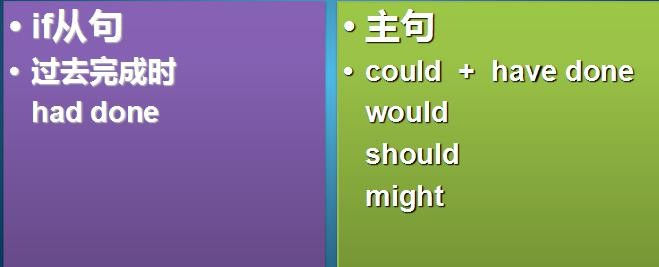 • if从句
• 过去完成时
had done
• 主句
• could + have done
would
should
might